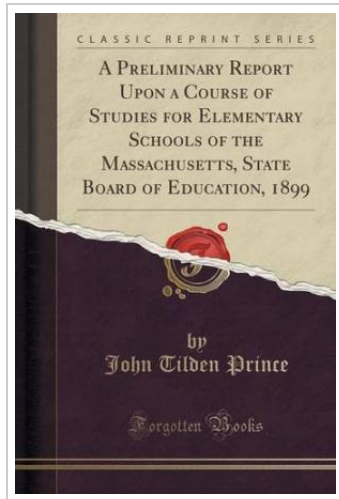 CLASSIC REPRINT SERIES
A PRELIMINARY REPORT
UPON A COURSE OF
STUDIES FOR ELEMENTARY
SCHOOLS OF THE
MASSACHUSETTS, STATE
BOARD OF EDUCATION, 1899
by
John Tilden Prince
Forgotten Books